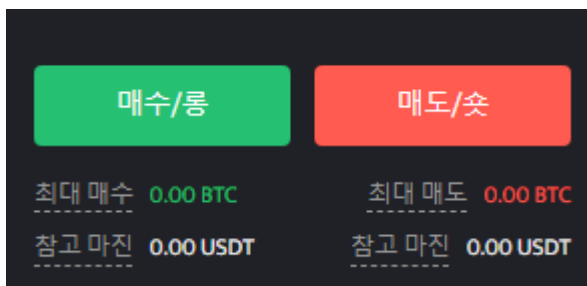 매수/롱 매도/숏
최대 매수 0.00 BTC 최대 매도 0.00 BTC
참고 마진 0.00 USDT 참고 마진 0.00 USDT